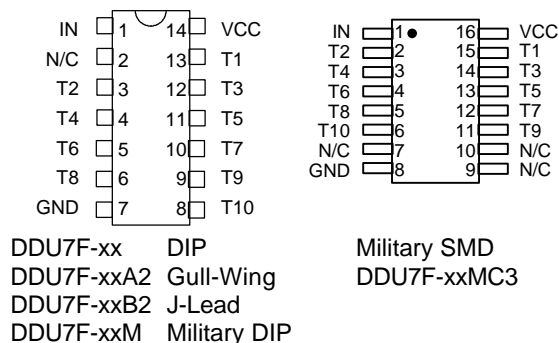 IN 1 14 VCC
N/C 2 13 T1
T2 3 12 T3
T4 4 11 T5
T6 5 10 T7
T8 6 9 T9
GND 7 8 T10
DDU7F-xx DIP
DDU7F-xxA2 Gull-Wing
DDU7F-xxB2 J-Lead
DDU7F-xxM Military DIP
IN 1 16 VCC
T2 2 15 T1
T4 3 14 T3
T6 4 13 T5
T8 5 12 T7
T10 6 11 T9
N/C 7 10 N/C
GND 8 9 N/C
Military SMD
DDU7F-xxMC3